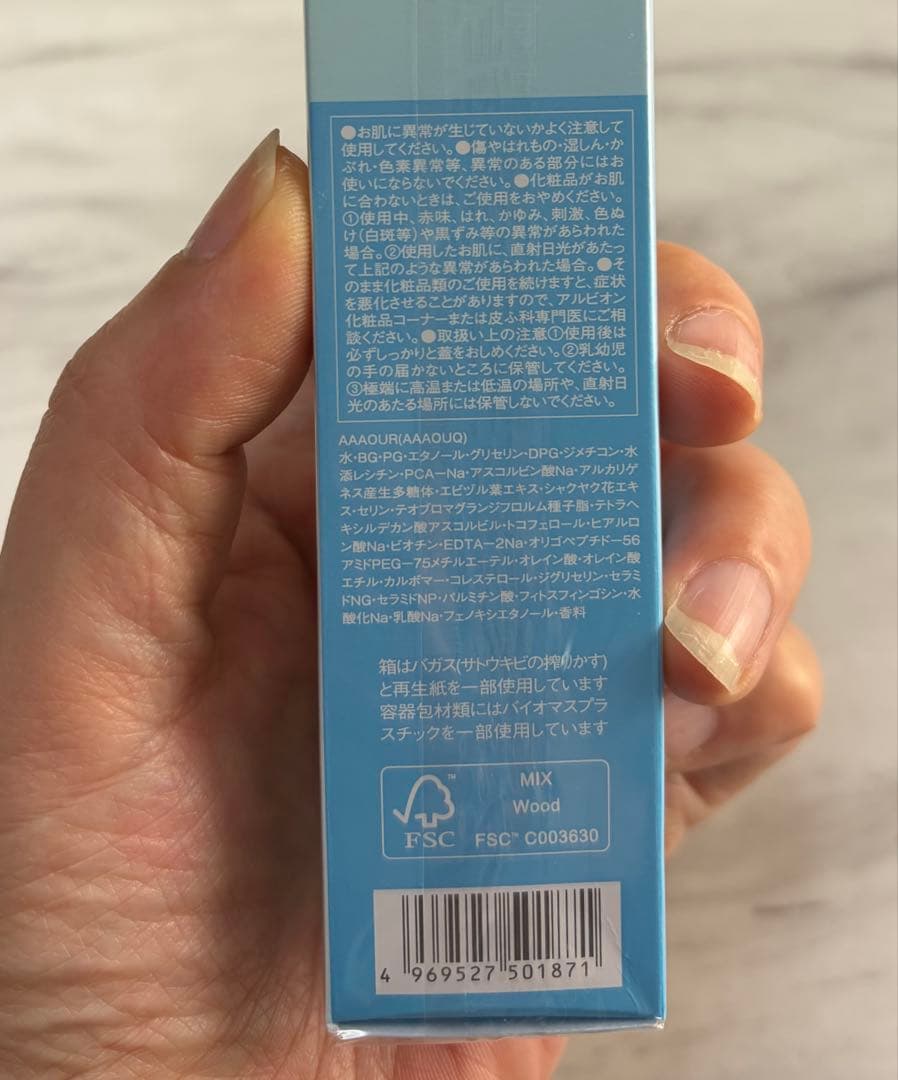 ●お肌に異常が生じていないかよく注意して
使用してください。●傷やはれもの・湿しん・か
ぶれ・色素異常等、異常のある部分にはお
使いにならないでください。●化粧品がお肌
に合わないときは、ご使用をおやめください。
①使用中、赤味、はれ、かゆみ、刺激、色ぬ
け(白斑等)や黒ずみ等の異常があらわれた
場合。②使用したお肌に、直射日光があたっ
て上記のような異常があらわれた場合。●そ
のまま化粧品類のご使用を続けますと、症状
を悪化させることがありますので、アルビオン
化粧品コーナーまたは皮ふ科専門医にご相
談ください。●取扱い上の注意①使用後は
必ずしっかりと蓋をおしめください。②乳幼児
の手の届かないところに保管してください。
③極端に高温または低温の場所や、直射日
光のあたる場所には保管しないでください。
AAAOUR(AAAOUQ)
水・BG・PG・エタノール・グリセリン・DPG・ジメチコン・水
添レシチン・PCA－Na・アスコルビン酸Na・アルカリゲ
ネス産生多糖体・エビヅル葉エキス・シャクヤク花エキ
ス・セリン・テオブロマグランジフロルム種子脂・テトラヘ
キシルデカン酸アスコルビル・トコフェロール・ヒアルロ
ン酸Na・ビオチン・EDTA－2Na・オリゴペプチド－56
アミドPEG－75メチルエーテル・オレイン酸・オレイン酸
エチル・カルボマー・コレステロール・ジグリセリン・セラミ
ドNG・セラミドNP・パルミチン酸・フィトスフィンゴシン・水
酸化Na・乳酸Na・フェノキシエタノール・香料
箱はバガス(サトウキビの搾りかす)
と再生紙を一部使用しています
容器包材類にはバイオマスプラ
スチックを一部使用しています
MIX
Wood
FSC™ C003630
FSC ™
4 969527 501871